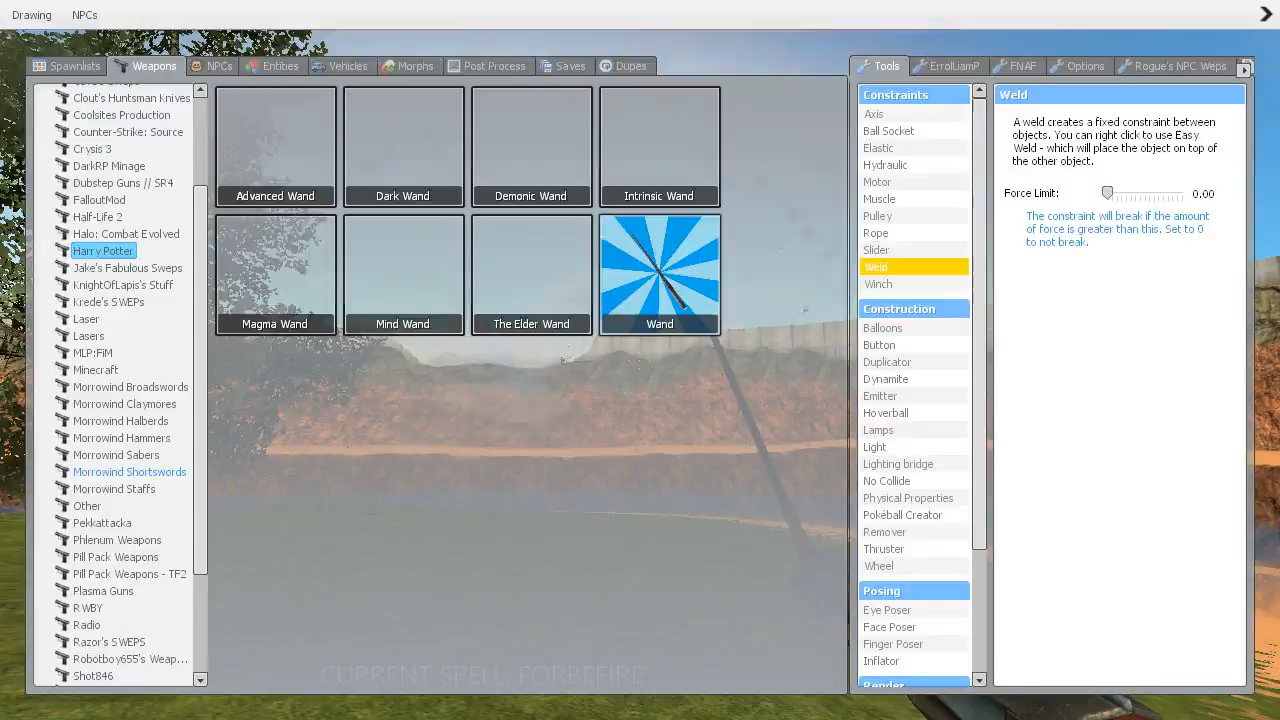 Drawing NPCs
Spawnlists Weapons NPCs Entities Vehicles Morphs Post Process Saves Dupes
Tools ErrolLiamP FNAF Options Rogue's NPC Weps
Clout's Huntsman Knives
Coolsites Production
Counter-Strike: Source
Crysis 3
DarkRP Minage
Dubstep Guns // SR4
FalloutMod
Half-Life 2
Halo: Combat Evolved
Harry Potter
Jake's Fabulous Sweps
KnightOfLapis's Stuff
Krede's SWEPs
Laser
Lasers
MLP:FiM
Minecraft
Morrowind Broadswords
Morrowind Claymores
Morrowind Halberds
Morrowind Hammers
Morrowind Sabers
Morrowind Shortswords
Morrowind Staffs
Other
Pekkattacka
Phlenum Weapons
Pill Pack Weapons
Pill Pack Weapons - TF2
Plasma Guns
RWBY
Radio
Razor's SWEPS
Robotboy655's Weap...
Shot846
Advanced Wand
Dark Wand
Demonic Wand
Intrinsic Wand
Magma Wand
Mind Wand
The Elder Wand
Wand
CURRENT SPELL: FORBEFIRE
Constraints
Axis
Ball Socket
Elastic
Hydraulic
Motor
Muscle
Pulley
Rope
Slider
Weld
Winch
Construction
Balloons
Button
Duplicator
Dynamite
Emitter
Hoverball
Lamps
Light
Lighting bridge
No Collide
Physical Properties
Pokéball Creator
Remover
Thruster
Wheel
Posing
Eye Poser
Face Poser
Finger Poser
Inflator
Render
Weld
A weld creates a fixed constraint between
objects. You can right click to use Easy
Weld - which will place the object on top of
the other object.
Force Limit: 0.00
The constraint will break if the amount
of force is greater than this. Set to 0
to not break.